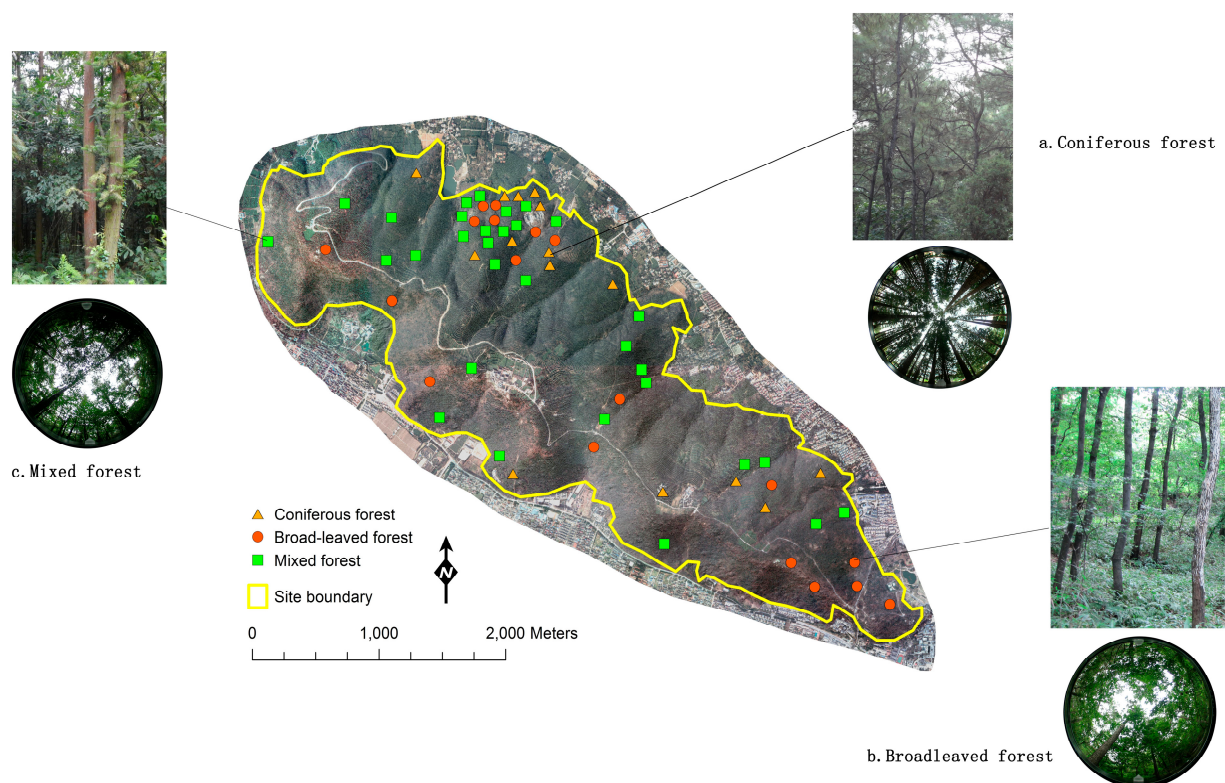 a.Coniferous forest
c.Mixed forest
Coniferous forest
Broad-leaved forest
Mixed forest
Site boundary
N
0 1,000 2,000 Meters
b.Broadleaved forest